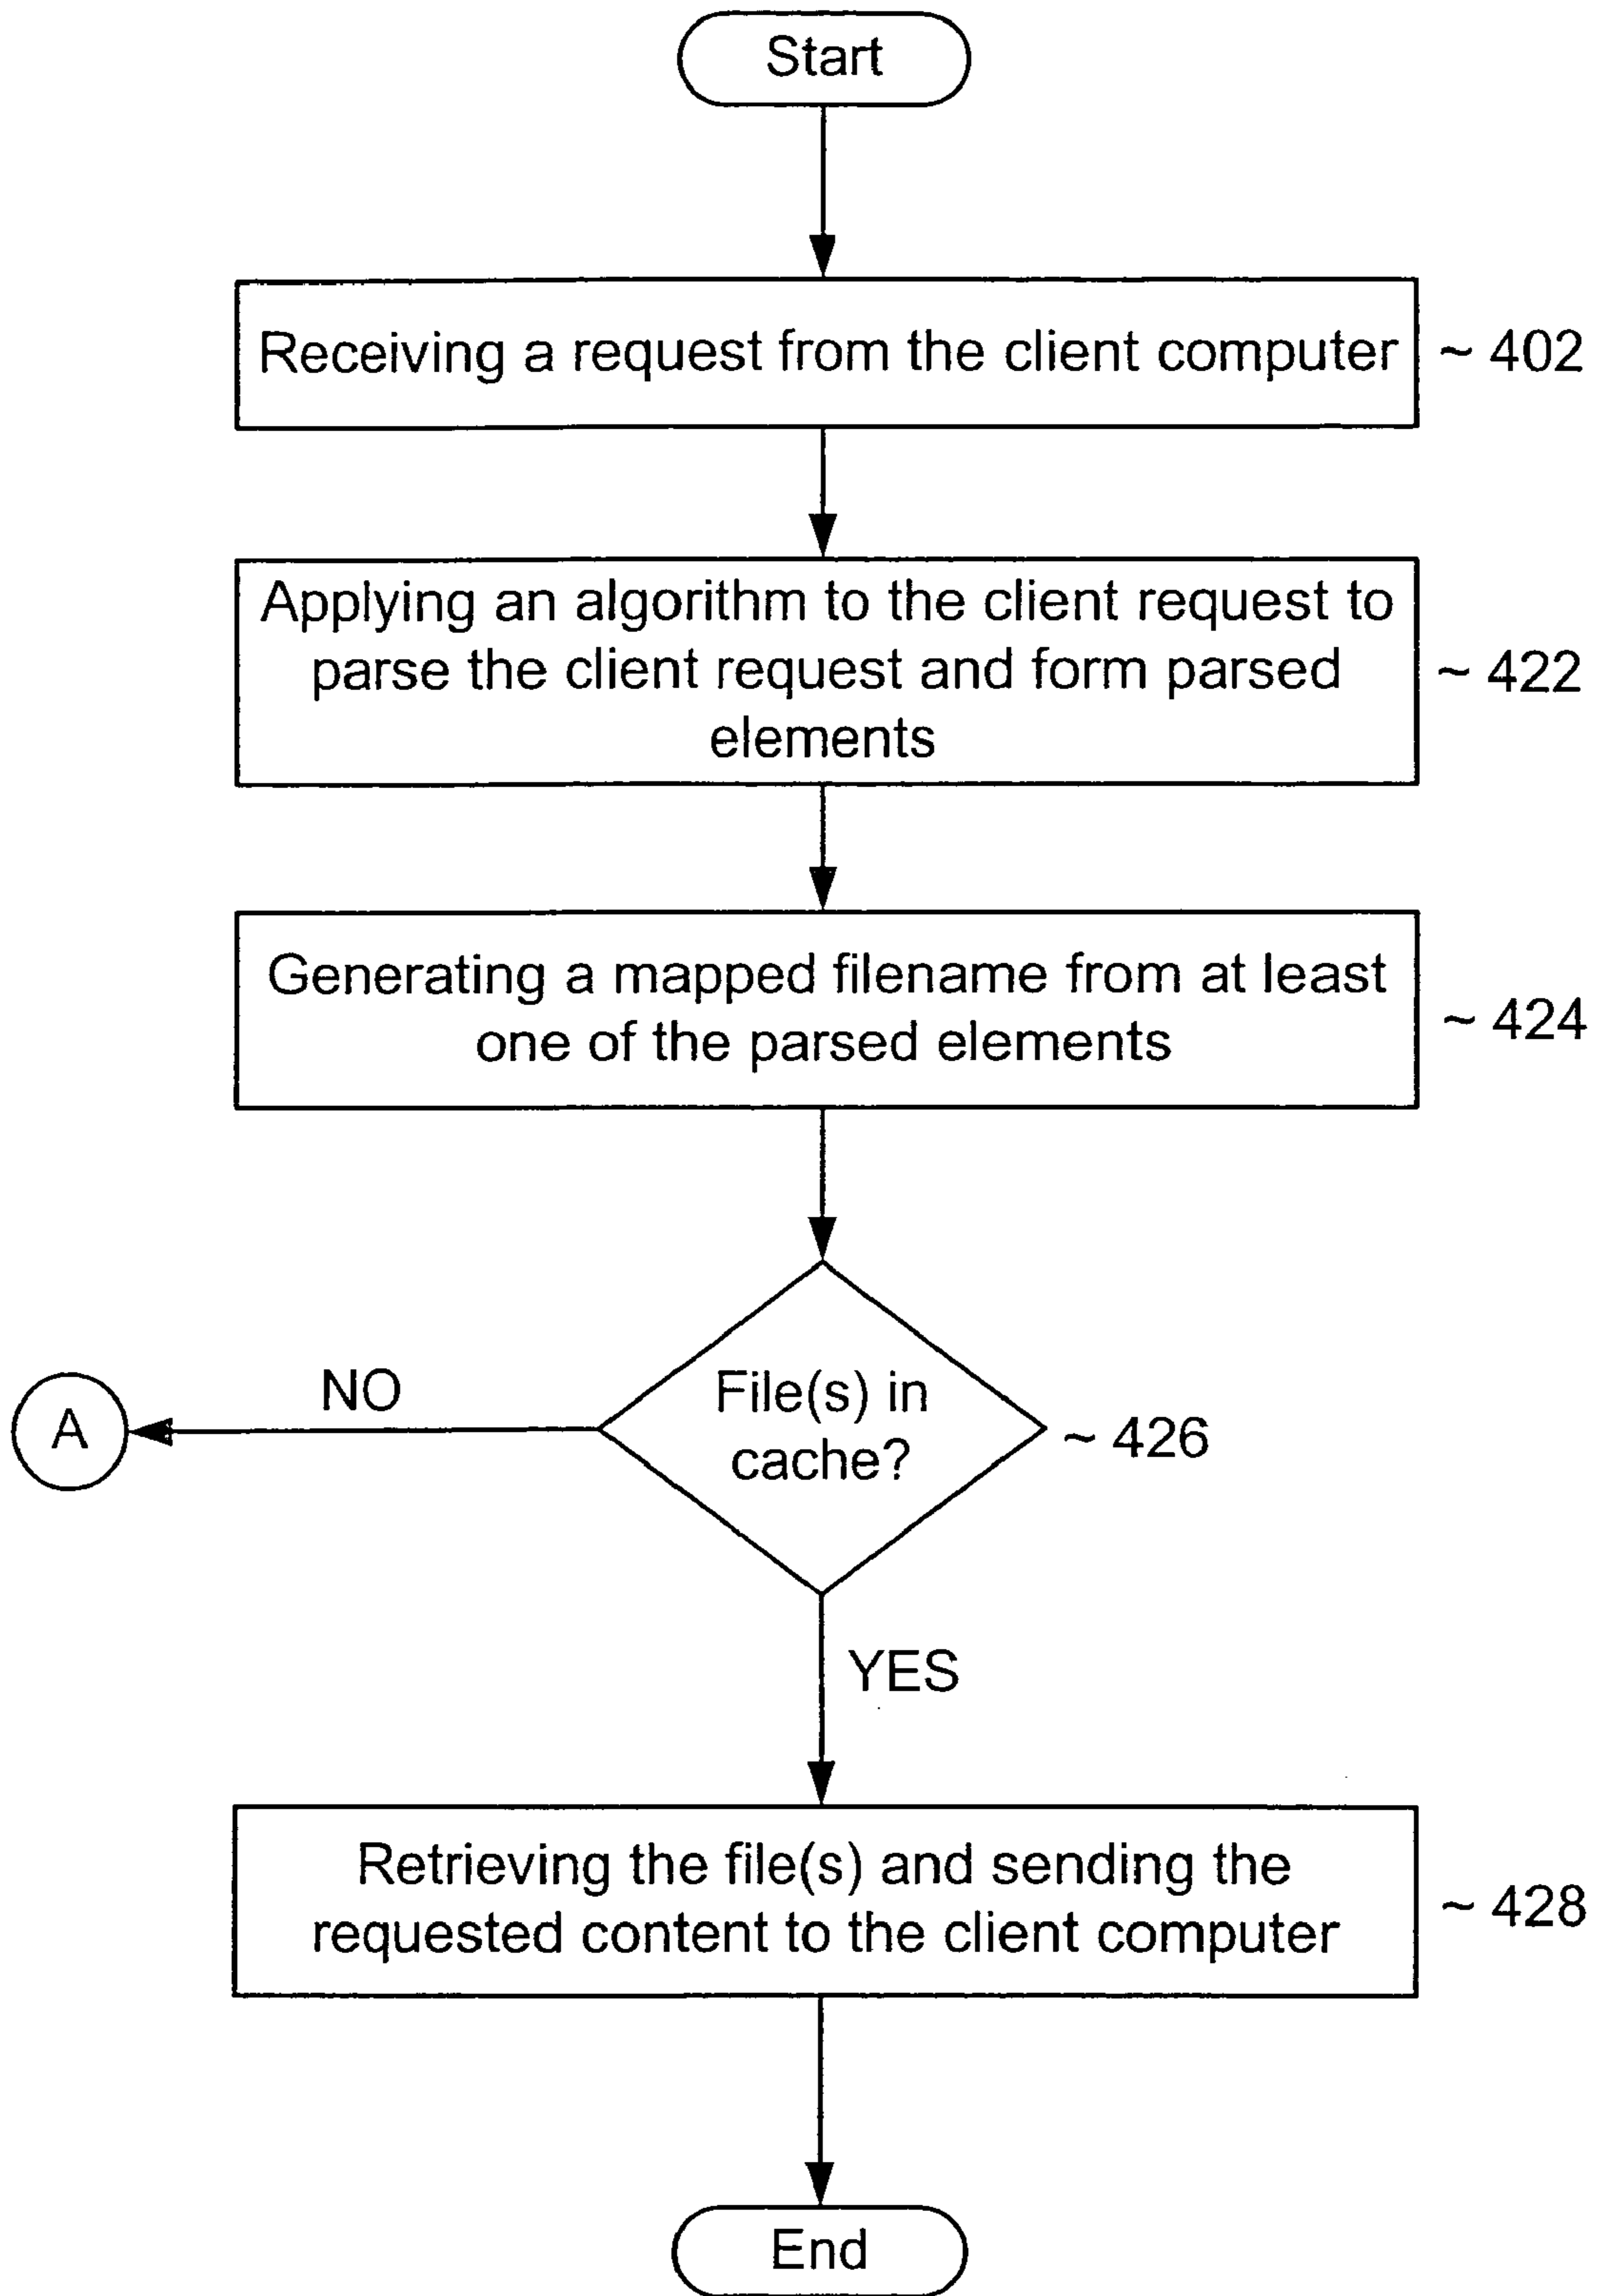 Start
Receiving a request from the client computer
~ 402
Applying an algorithm to the client request to
parse the client request and form parsed
elements
~ 422
Generating a mapped filename from at least
one of the parsed elements
~ 424
File(s) in
cache?
~ 426
NO
A
YES
Retrieving the file(s) and sending the
requested content to the client computer
~ 428
End